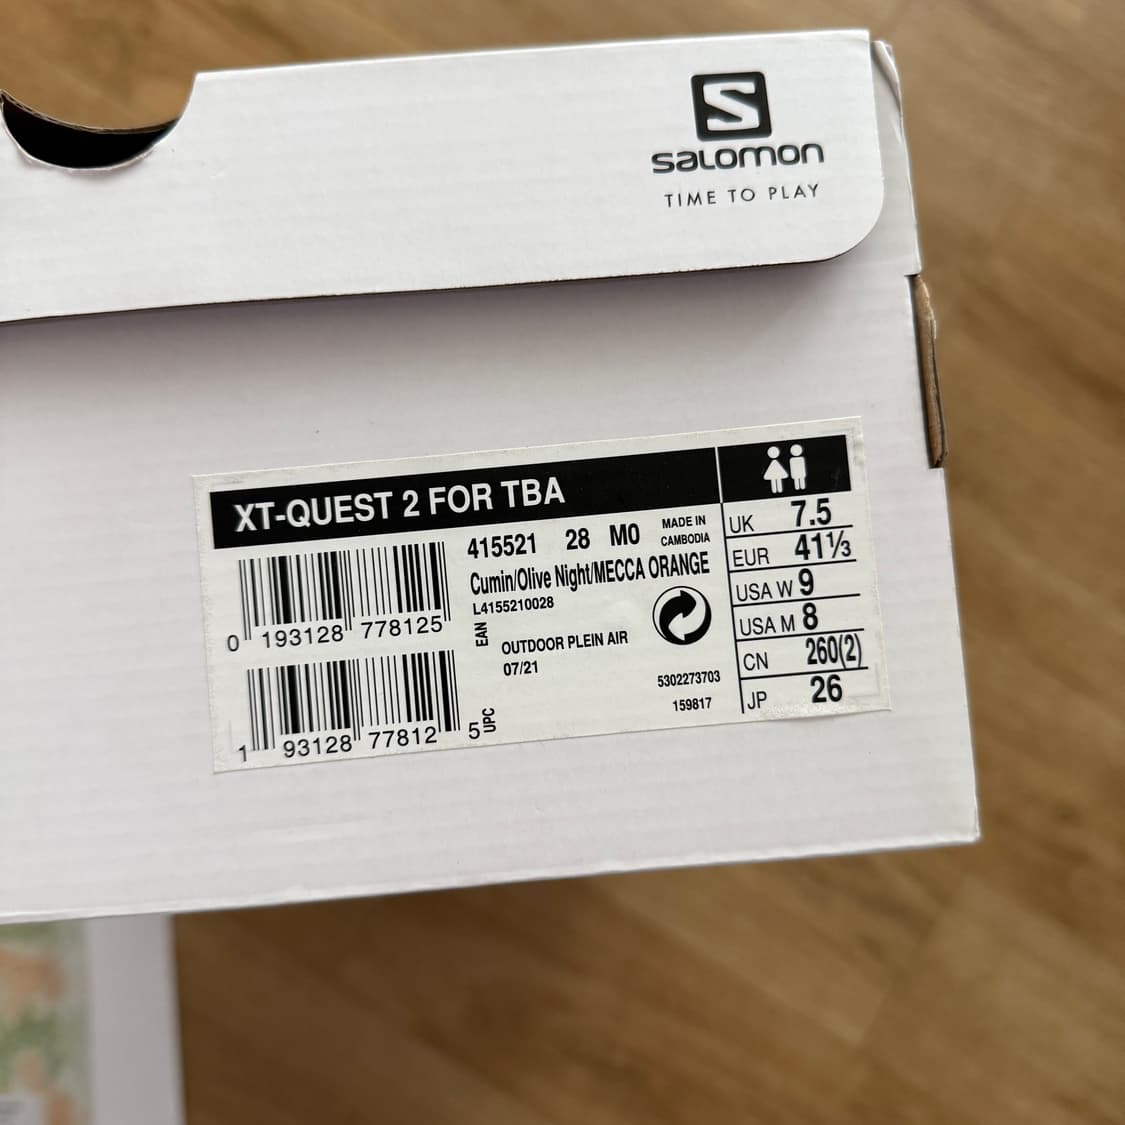 S
SALOMON
TIME TO PLAY
XT-QUEST 2 FOR TBA
415521 28 M0 MADE IN CAMBODIA
Cumin/Olive Night/MECCA ORANGE
L4155210028
0 193128 778125 EAN
OUTDOOR PLEIN AIR
07/21
5302273703
159817
1 93128 77812 5 UPC
UK 7.5
EUR 41⅓
USA W 9
USA M 8
CN 260(2)
JP 26